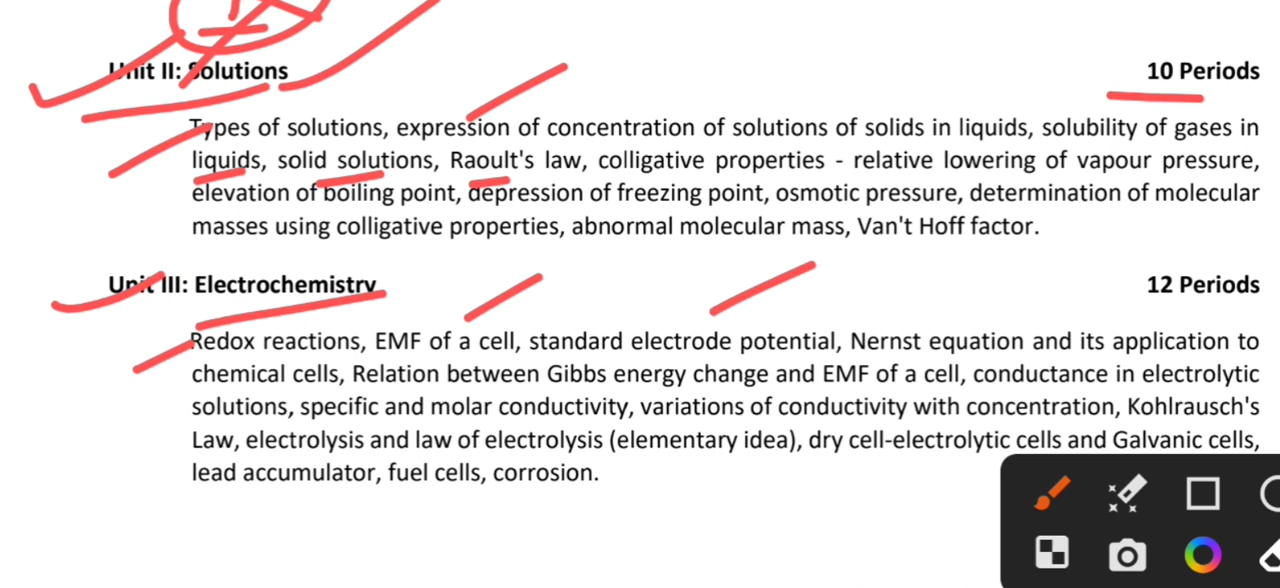 Unit II: Solutions 10 Periods
Types of solutions, expression of concentration of solutions of solids in liquids, solubility of gases in
liquids, solid solutions, Raoult's law, colligative properties - relative lowering of vapour pressure,
elevation of boiling point, depression of freezing point, osmotic pressure, determination of molecular
masses using colligative properties, abnormal molecular mass, Van't Hoff factor.
Unit III: Electrochemistry 12 Periods
Redox reactions, EMF of a cell, standard electrode potential, Nernst equation and its application to
chemical cells, Relation between Gibbs energy change and EMF of a cell, conductance in electrolytic
solutions, specific and molar conductivity, variations of conductivity with concentration, Kohlrausch's
Law, electrolysis and law of electrolysis (elementary idea), dry cell-electrolytic cells and Galvanic cells,
lead accumulator, fuel cells, corrosion.